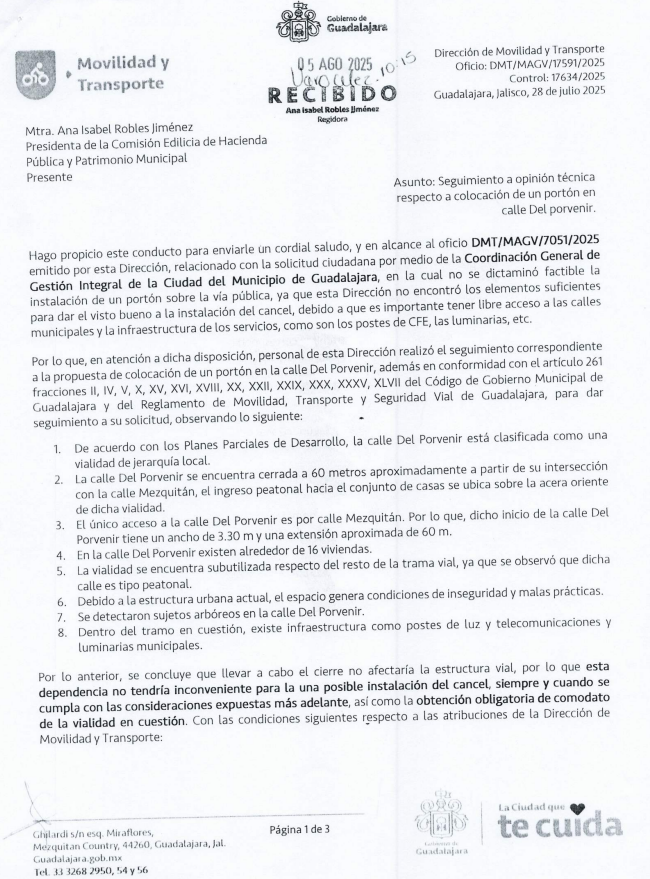 Gobierno de
Guadalajara
Movilidad y
Transporte
05 AGO 2025
10:15
RECIBIDO
Ana Isabel Robles Jiménez
Regidora
Dirección de Movilidad y Transporte
Oficio: DMT/MAGV/17591/2025
Control: 17634/2025
Guadalajara, Jalisco, 28 de julio 2025
Mtra. Ana Isabel Robles Jiménez
Presidenta de la Comisión Edilicia de Hacienda
Pública y Patrimonio Municipal
Presente
Asunto: Seguimiento a opinión técnica
respecto a colocación de un portón en
calle Del porvenir.
Hago propicio este conducto para enviarle un cordial saludo, y en alcance al oficio DMT/MAGV/7051/2025
emitido por esta Dirección, relacionado con la solicitud ciudadana por medio de la Coordinación General de
Gestión Integral de la Ciudad del Municipio de Guadalajara, en la cual no se dictaminó factible la
instalación de un portón sobre la vía pública, ya que esta Dirección no encontró los elementos suficientes
para dar el visto bueno a la instalación del cancel, debido a que es importante tener libre acceso a las calles
municipales y la infraestructura de los servicios, como son los postes de CFE, las luminarias, etc.
Por lo que, en atención a dicha disposición, personal de esta Dirección realizó el seguimiento correspondiente
a la propuesta de colocación de un portón en la calle Del Porvenir, además en conformidad con el artículo 261
fracciones II, IV, V, X, XV, XVI, XVIII, XX, XXII, XXIX, XXX, XXXV, XLVII del Código de Gobierno Municipal de
Guadalajara y del Reglamento de Movilidad, Transporte y Seguridad Vial de Guadalajara, para dar
seguimiento a su solicitud, observando lo siguiente:
1. De acuerdo con los Planes Parciales de Desarrollo, la calle Del Porvenir está clasificada como una
vialidad de jerarquía local.
2. La calle Del Porvenir se encuentra cerrada a 60 metros aproximadamente a partir de su intersección
con la calle Mezquitán, el ingreso peatonal hacia el conjunto de casas se ubica sobre la acera oriente
de dicha vialidad.
3. El único acceso a la calle Del Porvenir es por calle Mezquitán. Por lo que, dicho inicio de la calle Del
Porvenir tiene un ancho de 3.30 m y una extensión aproximada de 60 m.
4. En la calle Del Porvenir existen alrededor de 16 viviendas.
5. La vialidad se encuentra subutilizada respecto del resto de la trama vial, ya que se observó que dicha
calle es tipo peatonal.
6. Debido a la estructura urbana actual, el espacio genera condiciones de inseguridad y malas prácticas.
7. Se detectaron sujetos arbóreos en la calle Del Porvenir.
8. Dentro del tramo en cuestión, existe infraestructura como postes de luz y telecomunicaciones y
luminarias municipales.
Por lo anterior, se concluye que llevar a cabo el cierre no afectaría la estructura vial, por lo que esta
dependencia no tendría inconveniente para la una posible instalación del cancel, siempre y cuando se
cumpla con las consideraciones expuestas más adelante, así como la obtención obligatoria de comodato
de la vialidad en cuestión. Con las condiciones siguientes respecto a las atribuciones de la Dirección de
Movilidad y Transporte:
Ghilardi s/n esq. Miraflores,
Mezquitan Country, 44260, Guadalajara, Jal.
Guadalajara.gob.mx
Tel. 33 3268 2950, 54 y 56
Página 1 de 3
Gobierno de
Guadalajara
La Ciudad que
te cuida